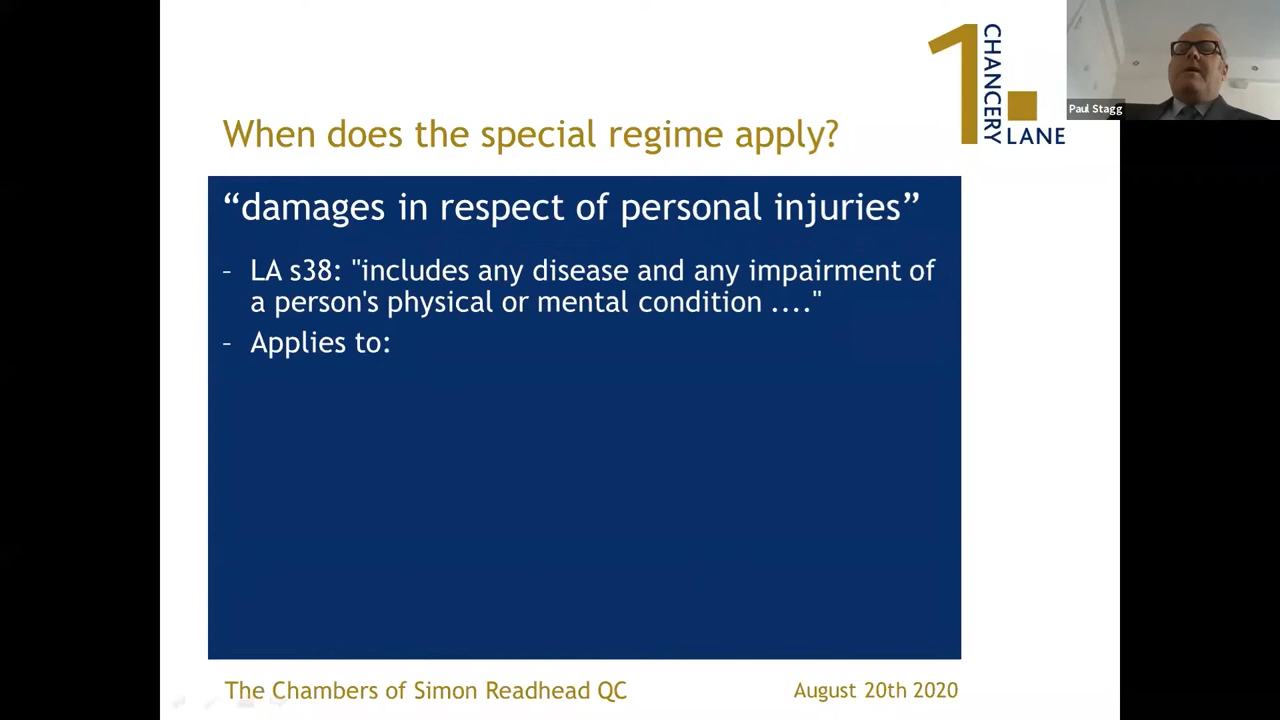 1
CHANCERY
LANE
Paul Stagg
When does the special regime apply?
“damages in respect of personal injuries”
- LA s38: "includes any disease and any impairment of
a person's physical or mental condition ...."
- Applies to:
The Chambers of Simon Readhead QC
August 20th 2020